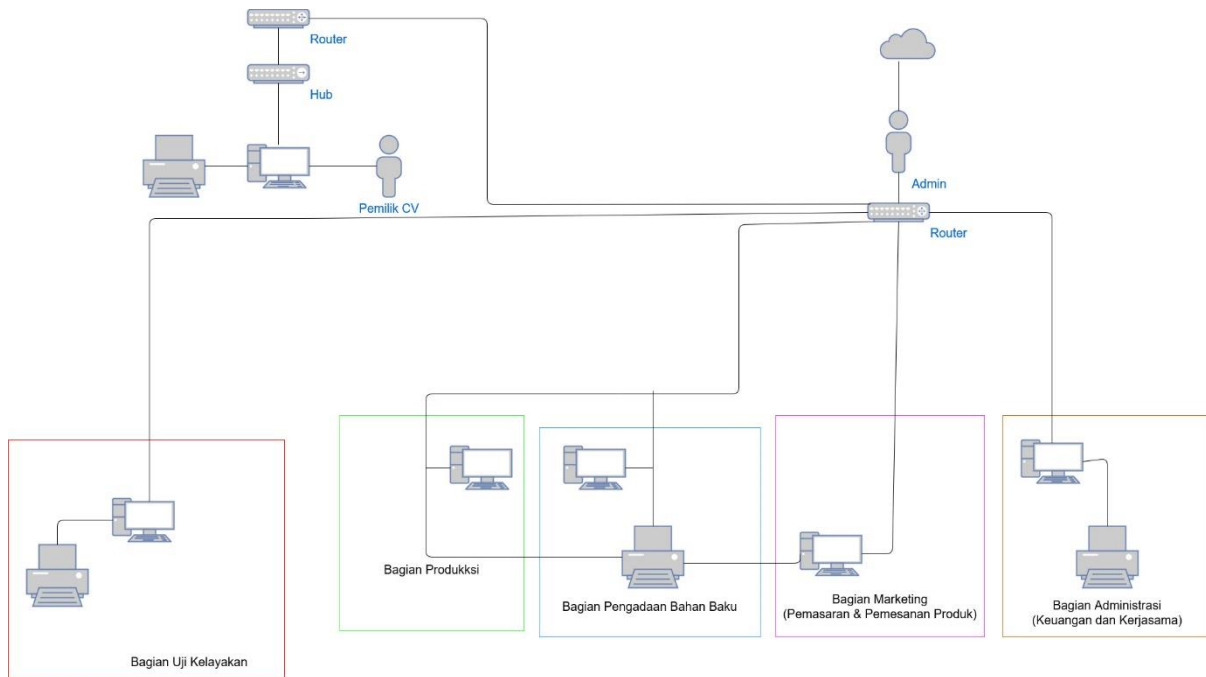 Router
Hub
Pemilik CV
Admin
Router
Bagian Produkksi
Bagian Pengadaan Bahan Baku
Bagian Marketing
(Pemasaran & Pemesanan Produk)
Bagian Administrasi
(Keuangan dan Kerjasama)
Bagian Uji Kelayakan